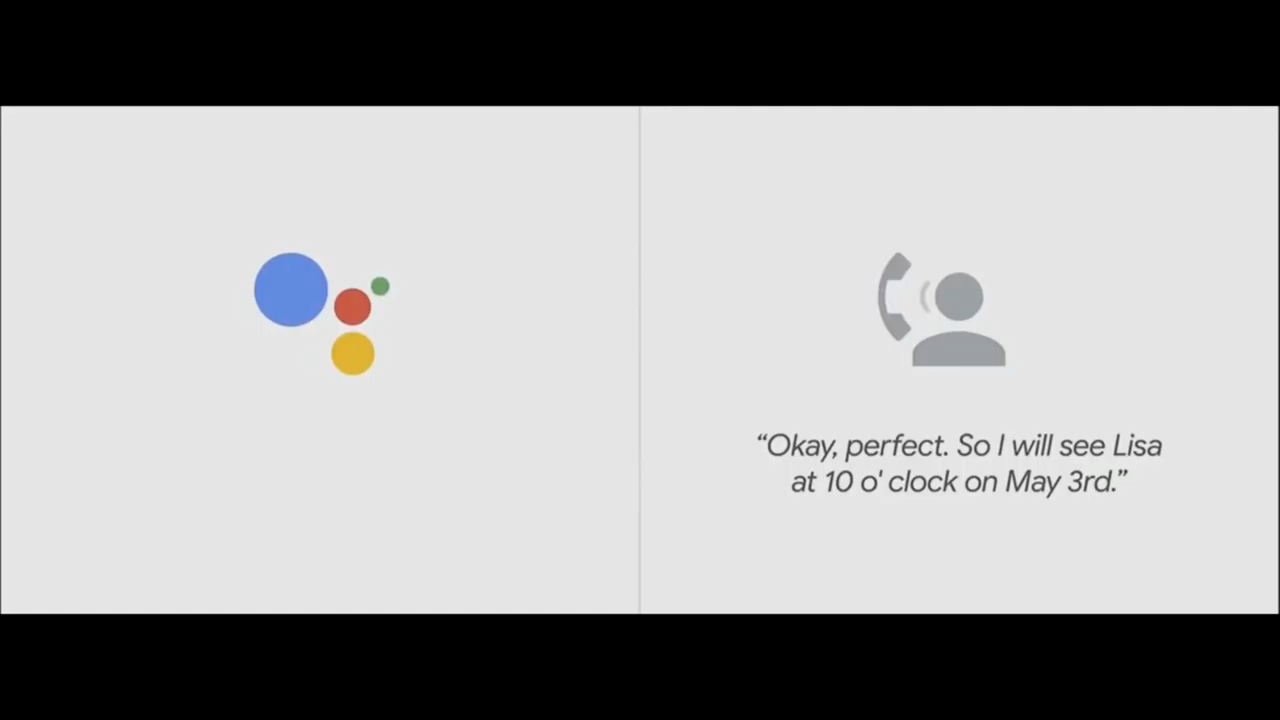 “Okay, perfect. So I will see Lisa
at 10 o' clock on May 3rd.”